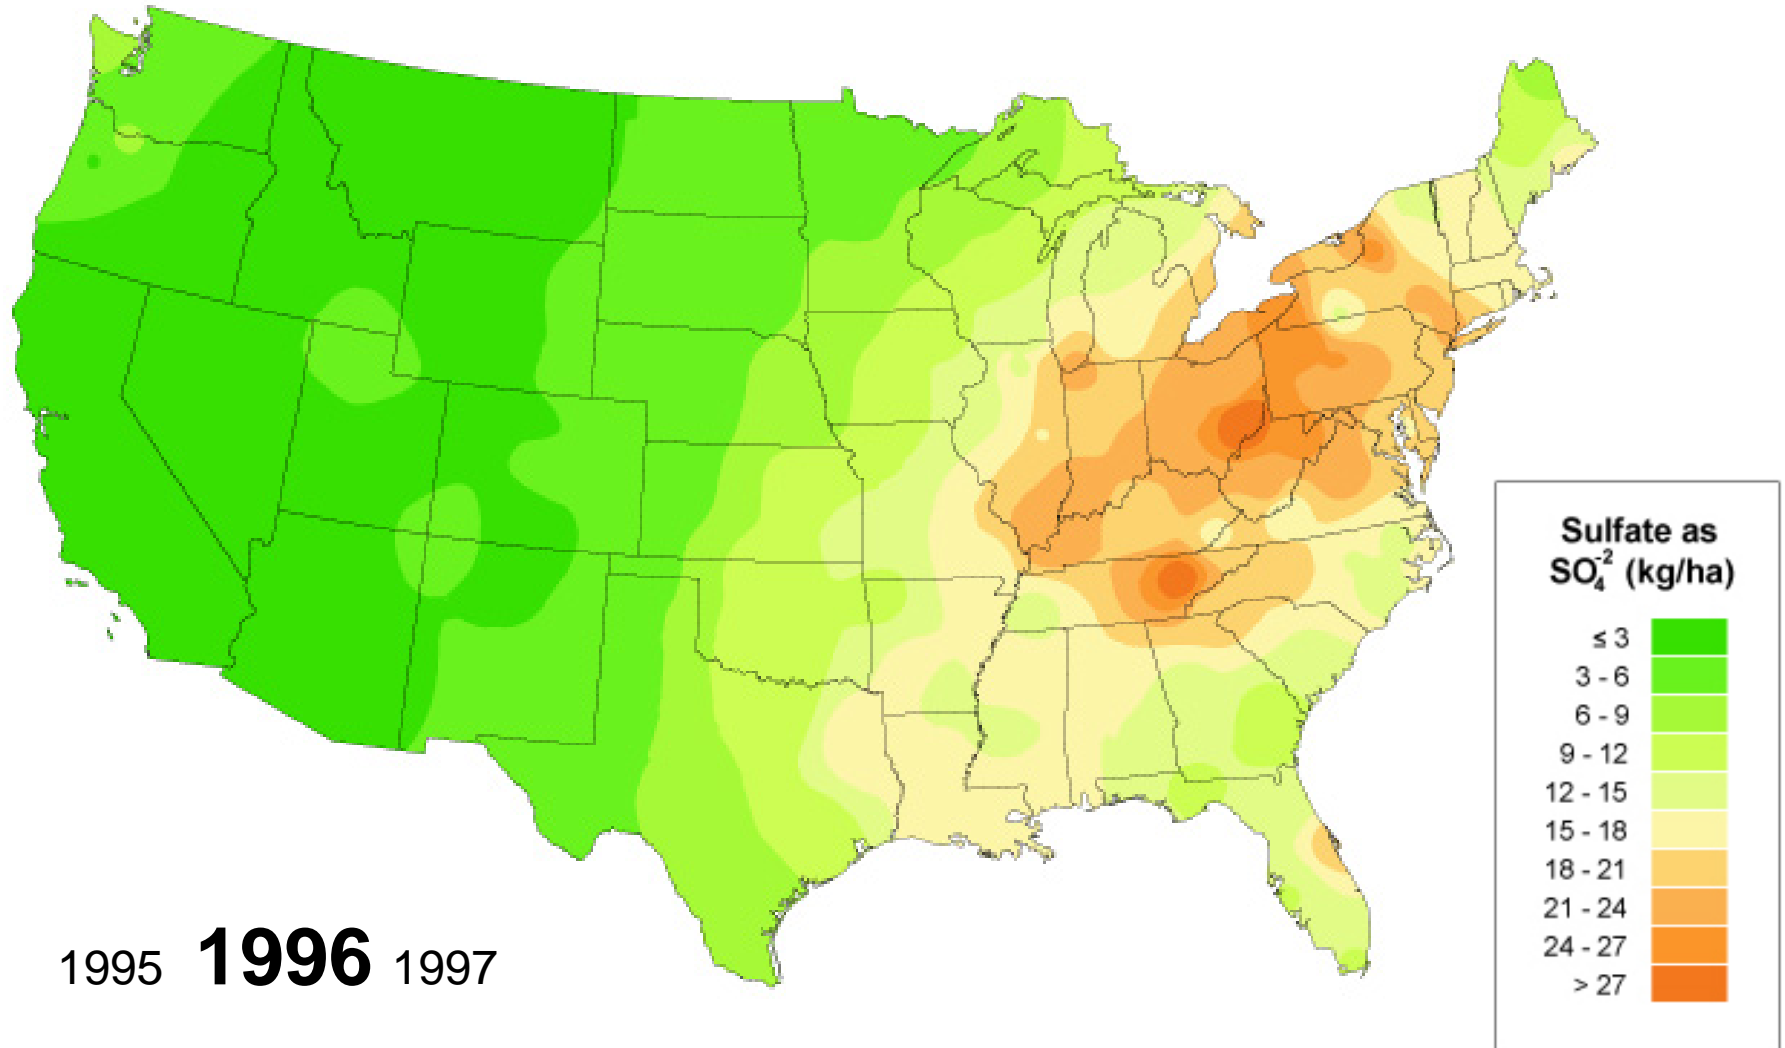 Sulfate as
SO₄⁻² (kg/ha)
≤ 3
3 - 6
6 - 9
9 - 12
12 - 15
15 - 18
18 - 21
21 - 24
24 - 27
> 27
1995 1996 1997